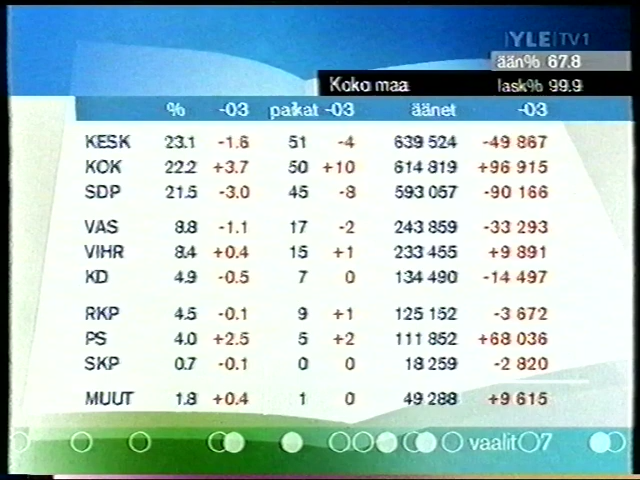 YLE TV1
ään% 67.8
Koko maa lask% 99.9
% -03 paikat -03 äänet -03
KESK 23.1 -1.6 51 -4 639 524 -49 867
KOK 22.2 +3.7 50 +10 614 819 +96 915
SDP 21.5 -3.0 45 -8 593 057 -90 166
VAS 8.8 -1.1 17 -2 243 859 -33 293
VIHR 8.4 +0.4 15 +1 233 455 +9 891
KD 4.9 -0.5 7 0 134 490 -14 497
RKP 4.5 -0.1 9 +1 125 152 -3 672
PS 4.0 +2.5 5 +2 111 852 +68 036
SKP 0.7 -0.1 0 0 18 259 -2 820
MUUT 1.8 +0.4 1 0 49 288 +9 615
vaalit07